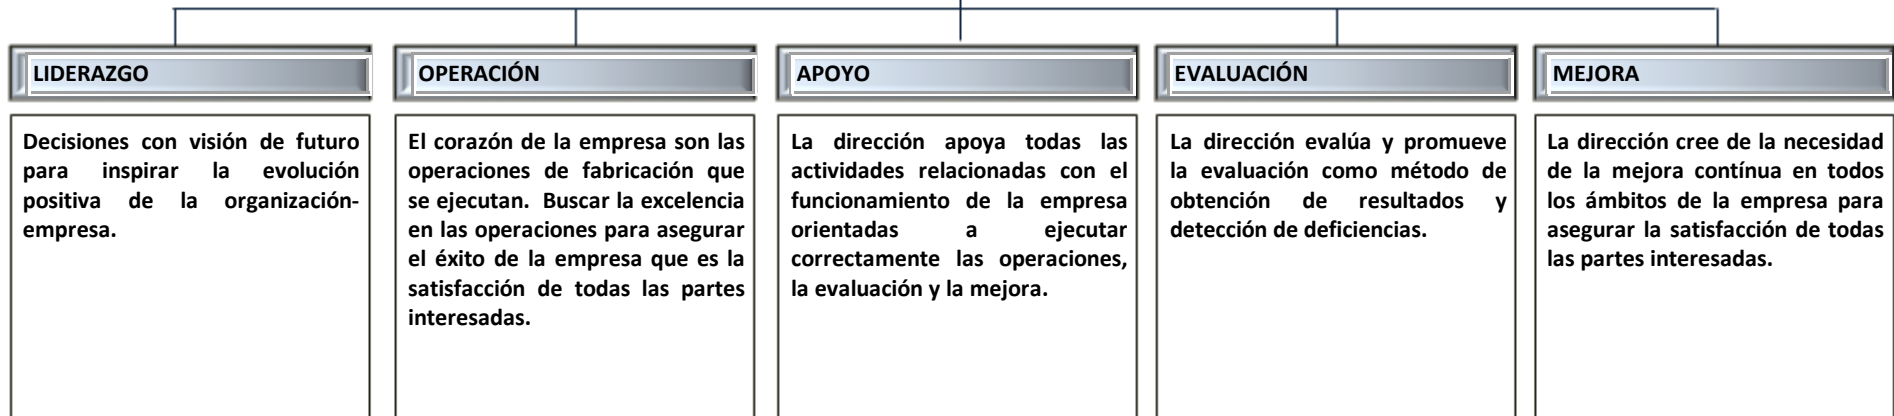 LIDERAZGO
Decisiones con visión de futuro
para inspirar la evolución
positiva de la organización-
empresa.
OPERACIÓN
El corazón de la empresa son las
operaciones de fabricación que
se ejecutan. Buscar la excelencia
en las operaciones para asegurar
el éxito de la empresa que es la
satisfacción de todas las partes
interesadas.
APOYO
La dirección apoya todas las
actividades relacionadas con el
funcionamiento de la empresa
orientadas a ejecutar
correctamente las operaciones,
la evaluación y la mejora.
EVALUACIÓN
La dirección evalúa y promueve
la evaluación como método de
obtención de resultados y
detección de deficiencias.
MEJORA
La dirección cree de la necesidad
de la mejora contínua en todos
los ámbitos de la empresa para
asegurar la satisfacción de todas
las partes interesadas.